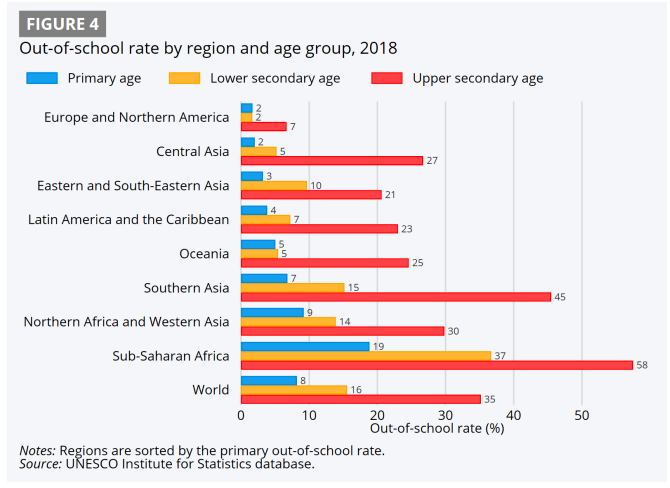 FIGURE 4
Out-of-school rate by region and age group, 2018
Primary age Lower secondary age Upper secondary age
Europe and Northern America 2 2 7
Central Asia 2 5 27
Eastern and South-Eastern Asia 3 10 21
Latin America and the Caribbean 4 7 23
Oceania 5 5 25
Southern Asia 7 15 45
Northern Africa and Western Asia 9 14 30
Sub-Saharan Africa 19 37 58
World 8 16 35
0 10 20 30 40 50
Out-of-school rate (%)
Notes: Regions are sorted by the primary out-of-school rate.
Source: UNESCO Institute for Statistics database.